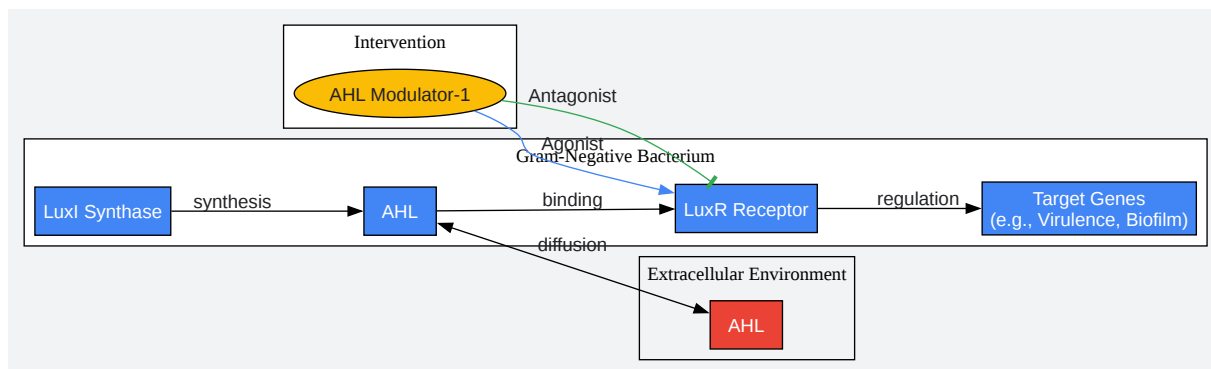 Intervention
AHL Modulator-1
Antagonist
Agonist
Gram-Negative Bacterium
LuxI Synthase
synthesis
AHL
binding
LuxR Receptor
regulation
Target Genes
(e.g., Virulence, Biofilm)
diffusion
Extracellular Environment
AHL